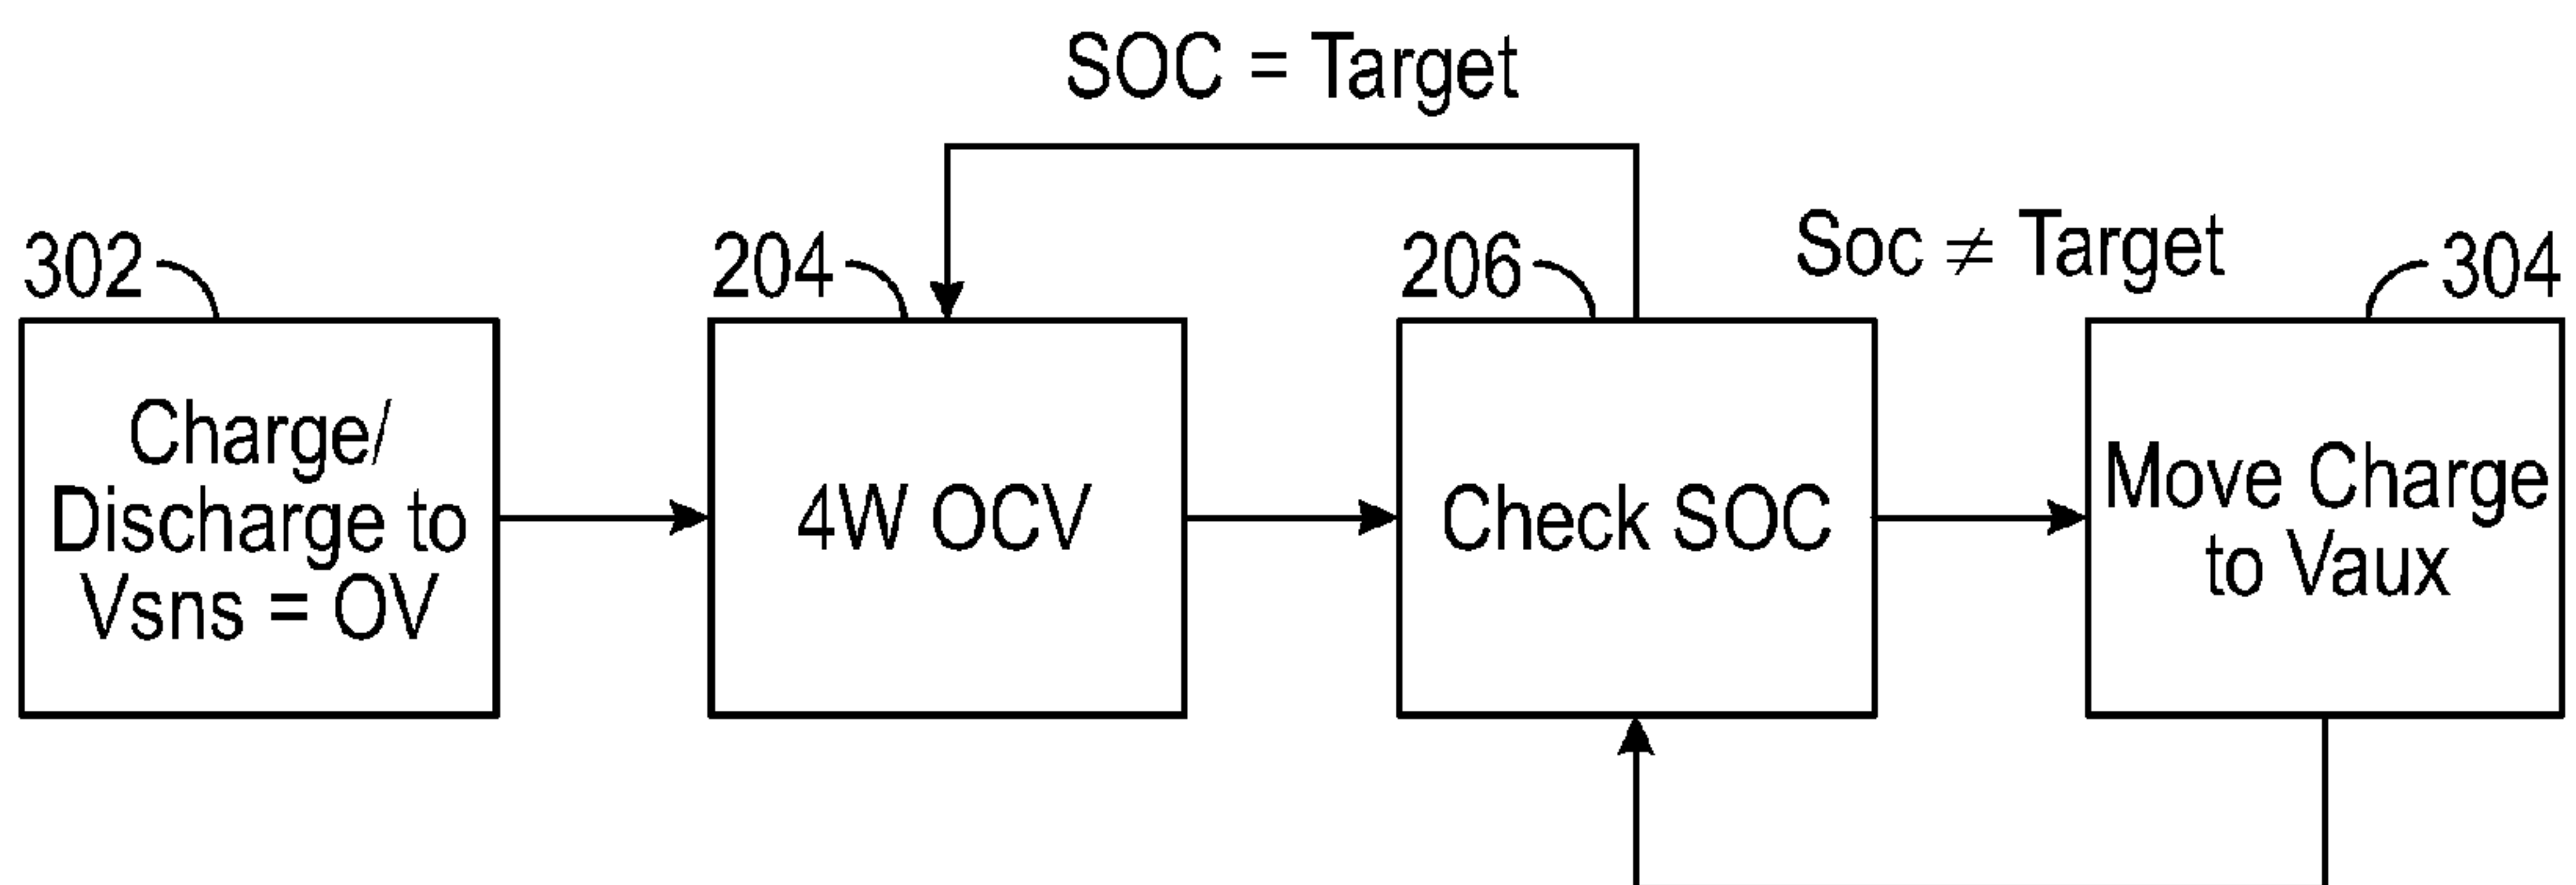 SOC = Target
Soc ≠ Target
302
204
206
304
Charge/
Discharge to
Vsns = OV
4W OCV
Check SOC
Move Charge
to Vaux